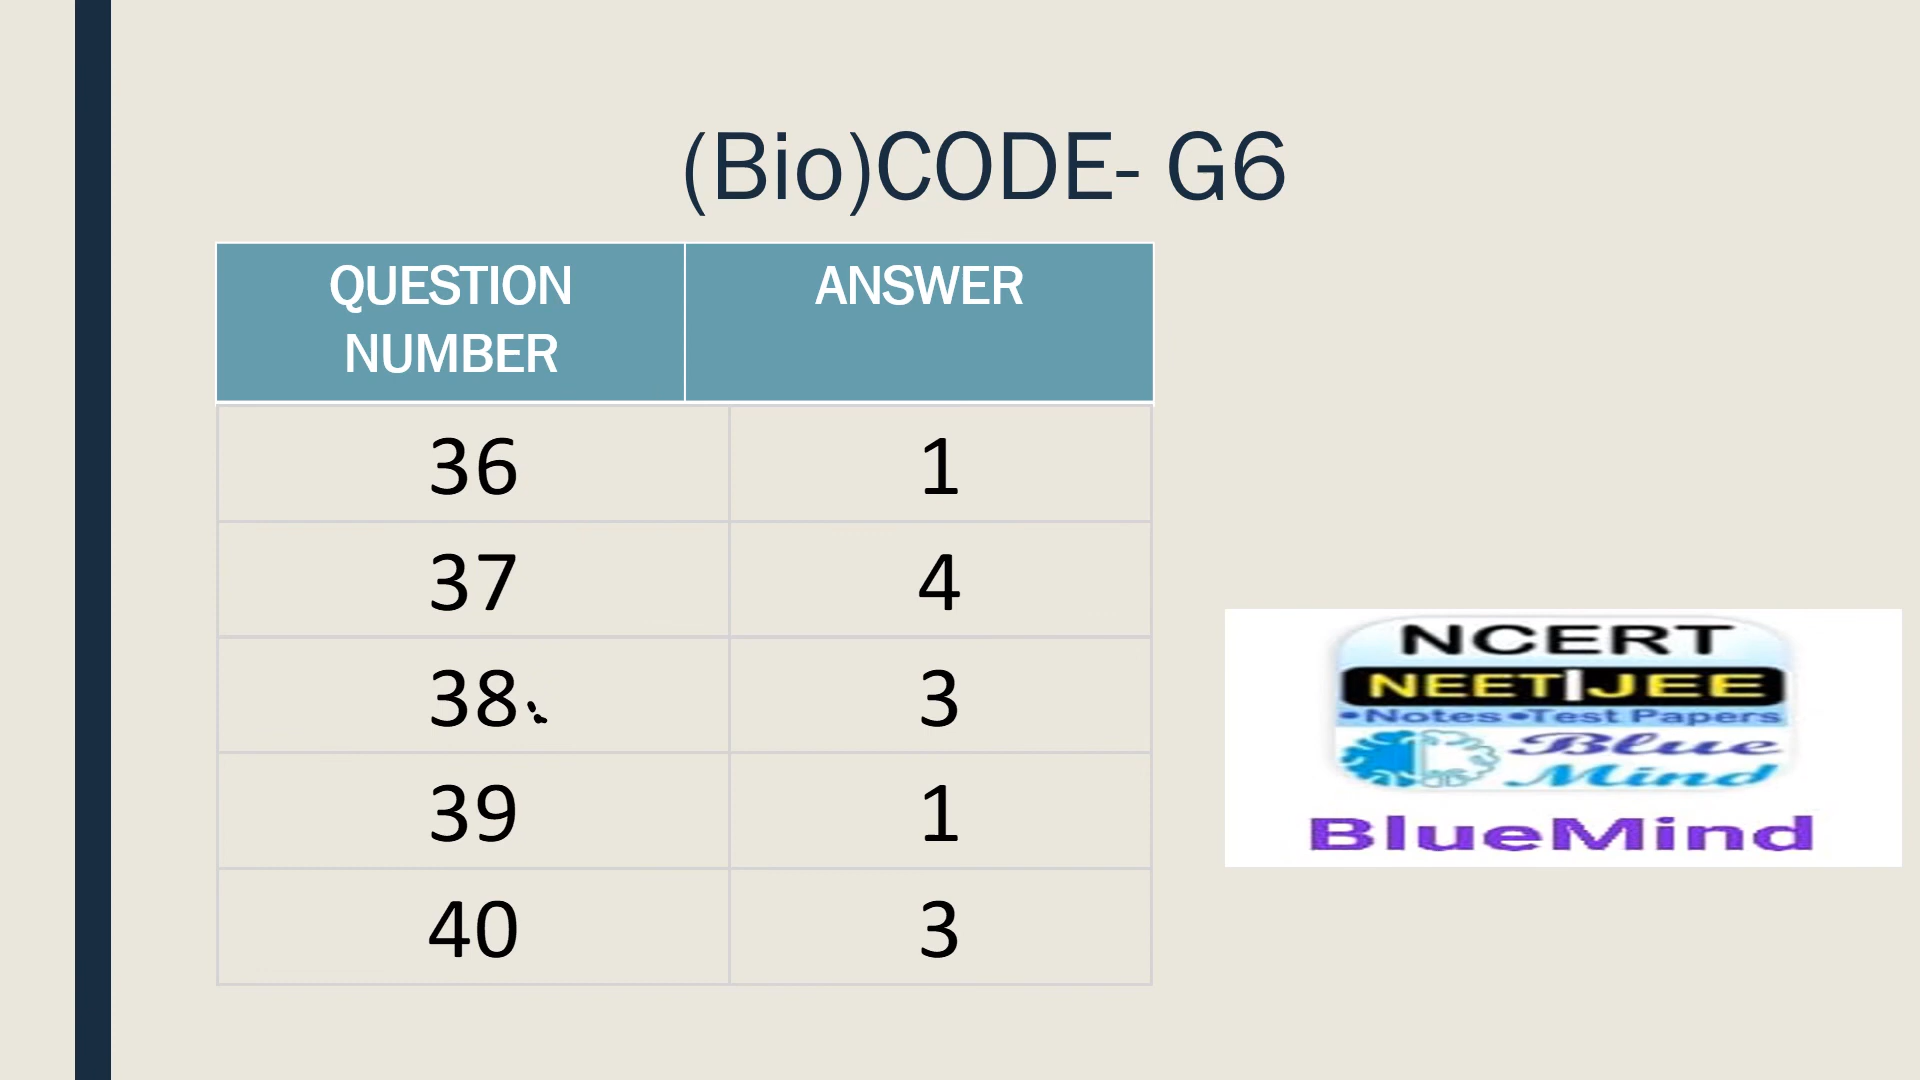 (Bio)CODE- G6
QUESTION NUMBER ANSWER
36 1
37 4
38 3
39 1
40 3
NCERT
NEET|JEE
•Notes•Test Papers
Blue
Mind
BlueMind